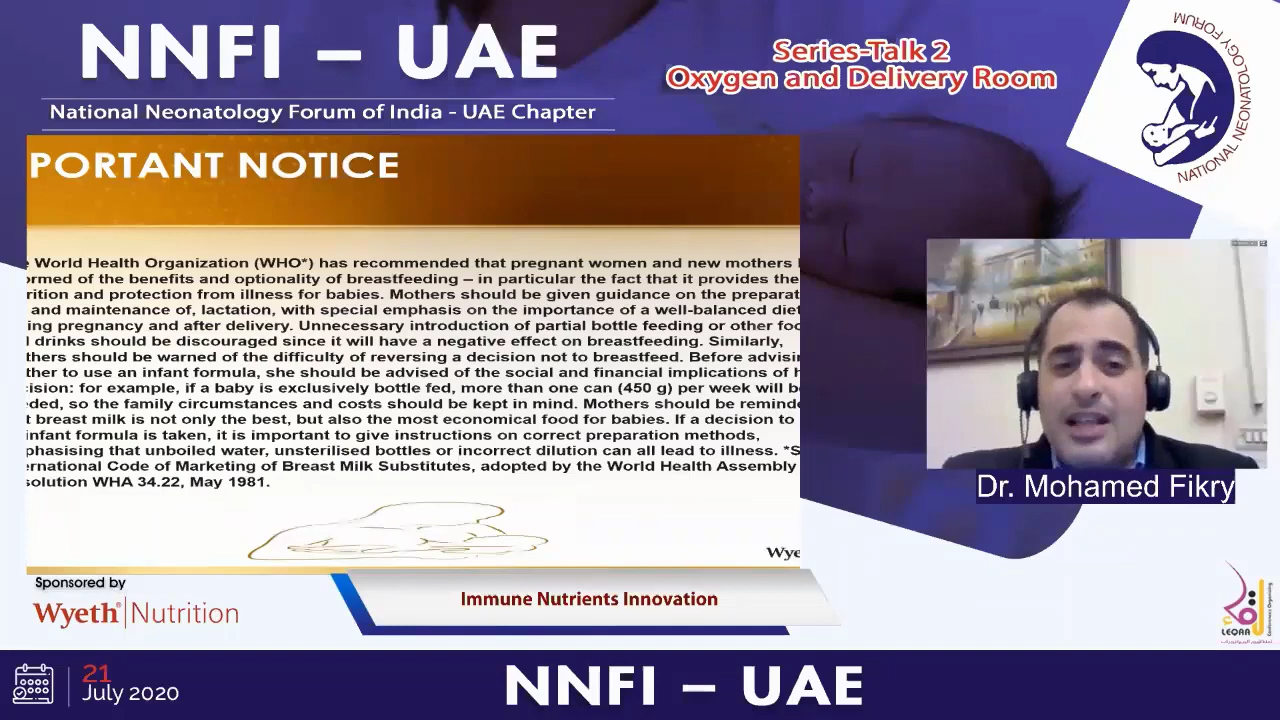 NNFI – UAE
National Neonatology Forum of India - UAE Chapter
Series-Talk 2
Oxygen and Delivery Room
NATIONAL NEONATOLOGY FORUM
PORTANT NOTICE
World Health Organization (WHO*) has recommended that pregnant women and new mothers
ormed of the benefits and optionality of breastfeeding – in particular the fact that it provides the
rition and protection from illness for babies. Mothers should be given guidance on the preparat
and maintenance of, lactation, with special emphasis on the importance of a well-balanced diet
ing pregnancy and after delivery. Unnecessary introduction of partial bottle feeding or other foo
drinks should be discouraged since it will have a negative effect on breastfeeding. Similarly,
thers should be warned of the difficulty of reversing a decision not to breastfeed. Before advisin
ther to use an infant formula, she should be advised of the social and financial implications of h
ision: for example, if a baby is exclusively bottle fed, more than one can (450 g) per week will be
ded, so the family circumstances and costs should be kept in mind. Mothers should be reminde
t breast milk is not only the best, but also the most economical food for babies. If a decision to
infant formula is taken, it is important to give instructions on correct preparation methods,
phasising that unboiled water, unsterilised bottles or incorrect dilution can all lead to illness. *S
ernational Code of Marketing of Breast Milk Substitutes, adopted by the World Health Assembly
solution WHA 34.22, May 1981.
Wye
Dr. Mohamed Fikry
Sponsored by
Wyeth® Nutrition
Immune Nutrients Innovation
LEQAA
21
July 2020
NNFI – UAE